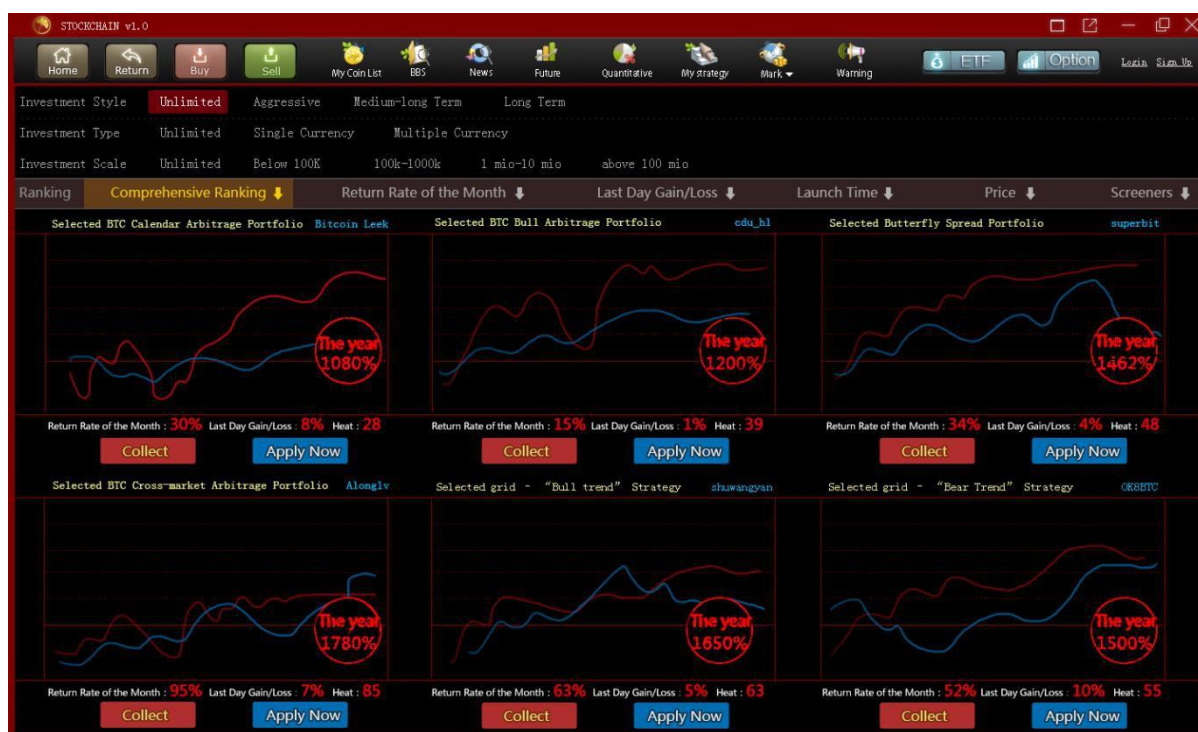 STOCKCHAIN v1.0
Home Return Buy Sell My Coin List BBS News Future Quantitative My strategy Mark Warning ETF Option Login Sign Up
Investment Style Unlimited Aggressive Medium-long Term Long Term
Investment Type Unlimited Single Currency Multiple Currency
Investment Scale Unlimited Below 100K 100k-1000k 1 mio-10 mio above 100 mio
Ranking Comprehensive Ranking Return Rate of the Month Last Day Gain/Loss Launch Time Price Screeners
Selected BTC Calendar Arbitrage Portfolio Bitcoin Leek
The year
1080%
Return Rate of the Month : 30% Last Day Gain/Loss : 8% Heat : 28
Collect Apply Now
Selected BTC Bull Arbitrage Portfolio cdu_hl
The year
1200%
Return Rate of the Month : 15% Last Day Gain/Loss : 1% Heat : 39
Collect Apply Now
Selected Butterfly Spread Portfolio superbit
The year
1462%
Return Rate of the Month : 34% Last Day Gain/Loss : 4% Heat : 48
Collect Apply Now
Selected BTC Cross-market Arbitrage Portfolio Alonglv
The year
1780%
Return Rate of the Month : 95% Last Day Gain/Loss : 7% Heat : 85
Collect Apply Now
Selected grid - “Bull trend” Strategy shuwangyan
The year
1650%
Return Rate of the Month : 63% Last Day Gain/Loss : 5% Heat : 63
Collect Apply Now
Selected grid - “Bear Trend” Strategy OK8BTC
The year
1500%
Return Rate of the Month : 52% Last Day Gain/Loss : 10% Heat : 55
Collect Apply Now